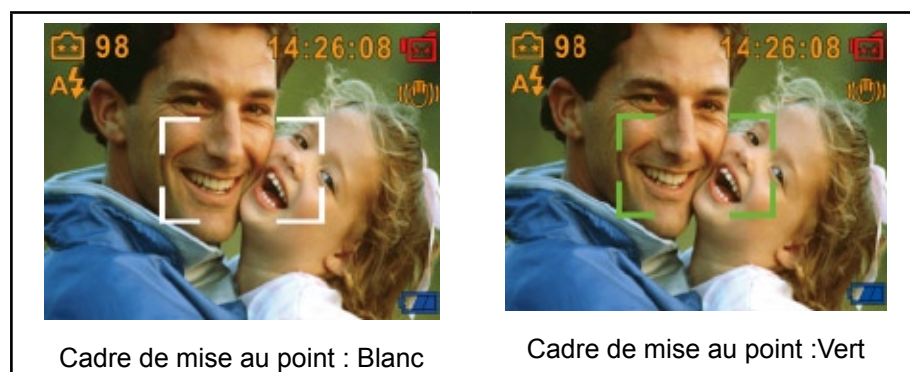 98 14:26:08
A
Cadre de mise au point : Blanc
98 14:26:08
A
Cadre de mise au point :Vert